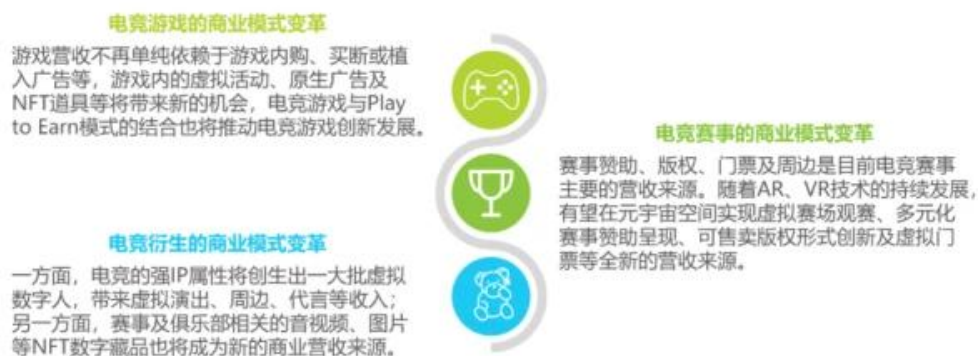 电竞游戏的商业模式变革
游戏营收不再单纯依赖于游戏内购、买断或植
入广告等，游戏内的虚拟活动、原生广告及
NFT道具等将带来新的机会，电竞游戏与Play
to Earn模式的结合也将推动电竞游戏创新发展。
电竞赛事的商业模式变革
赛事赞助、版权、门票及周边是目前电竞赛事
主要的营收来源。随着AR、VR技术的持续发展，
有望在元宇宙空间实现虚拟赛场观赛、多元化
赛事赞助呈现、可售卖版权形式创新及虚拟门
票等全新的营收来源。
电竞衍生的商业模式变革
一方面，电竞的强IP属性将创生出一大批虚拟
数字人，带来虚拟演出、周边、代言等收入；
另一方面，赛事及俱乐部相关的音视频、图片
等NFT数字藏品也将成为新的商业营收来源。